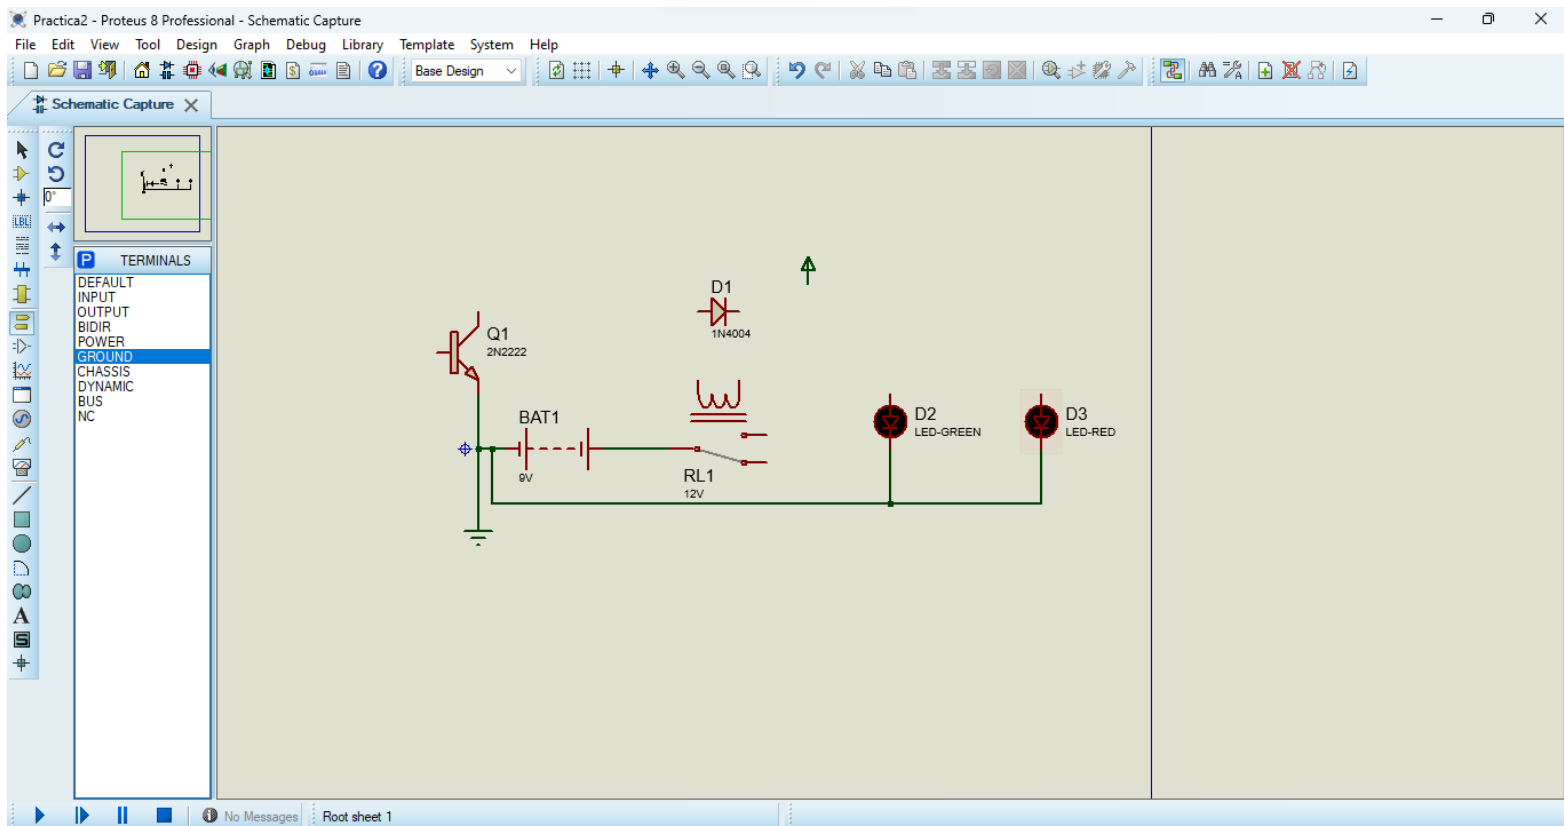 Practica2 - Proteus 8 Professional - Schematic Capture
File Edit View Tool Design Graph Debug Library Template System Help
Base Design
Schematic Capture
0°
LBL
P TERMINALS
DEFAULT
INPUT
OUTPUT
BIDIR
POWER
GROUND
CHASSIS
DYNAMIC
BUS
NC
A
S
D1
1N4004
Q1
2N2222
BAT1
9V
RL1
12V
D2
LED-GREEN
D3
LED-RED
No Messages
Root sheet 1